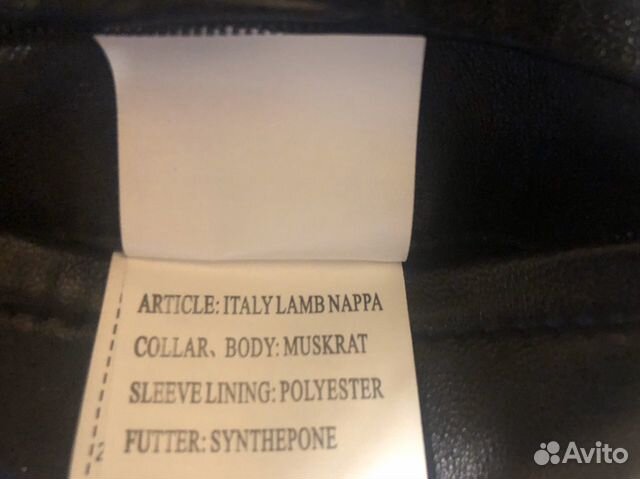 ARTICLE: ITALY LAMB NAPPA
COLLAR、BODY: MUSKRAT
SLEEVE LINING: POLYESTER
FUTTER: SYNTHEPONE
Avito